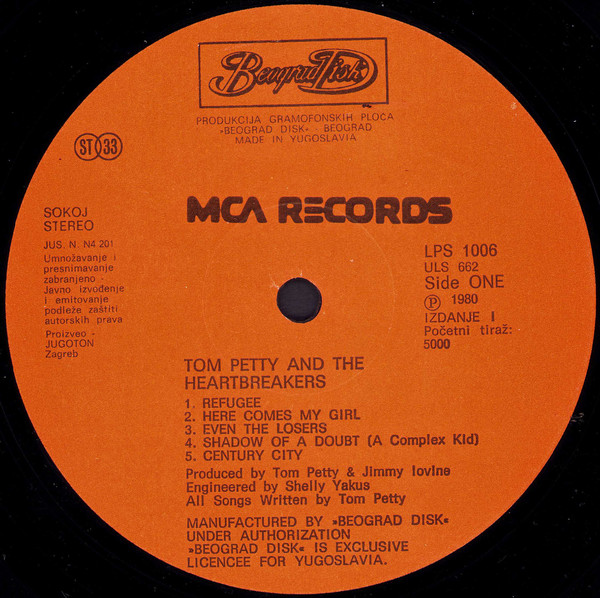 Beograd Disk
PRODUKCIJA GRAMOFONSKIH PLOČA
»BEOGRAD DISK« BEOGRAD
MADE IN YUGOSLAVIA
ST 33
MCA RECORDS
SOKOJ
STEREO
JUS. N. N4 201
Umnožavanje i
presnimavanje
zabranjeno -
Javno izvođenje
i emitovanje
podleže zaštiti
autorskih prava
Proizveo -
JUGOTON
Zagreb
LPS 1006
ULS 662
Side ONE
Ⓟ 1980
IZDANJE I
Početni tiraž:
5000
TOM PETTY AND THE
HEARTBREAKERS
1. REFUGEE
2. HERE COMES MY GIRL
3. EVEN THE LOSERS
4. SHADOW OF A DOUBT (A Complex Kid)
5. CENTURY CITY
Produced by Tom Petty & Jimmy Iovine
Engineered by Shelly Yakus
All Songs Written by Tom Petty
MANUFACTURED BY »BEOGRAD DISK«
UNDER AUTHORIZATION
»BEOGRAD DISK« IS EXCLUSIVE
LICENCEE FOR YUGOSLAVIA.